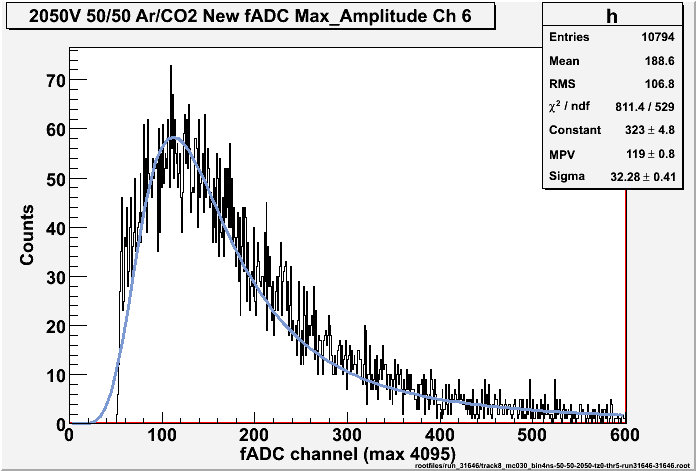 2050V 50/50 Ar/CO2 New fADC Max_Amplitude Ch 6
h
Entries 10794
Mean 188.6
RMS 106.8
χ² / ndf 811.4 / 529
Constant 323 ± 4.8
MPV 119 ± 0.8
Sigma 32.28 ± 0.41
Counts
70
60
50
40
30
20
10
0
0 100 200 300 400 500 600
fADC channel (max 4095)
rootfiles/run_31646/track8_mc030_bin4ns-50-50-2050-tz0-thr5-run31646-31646.root